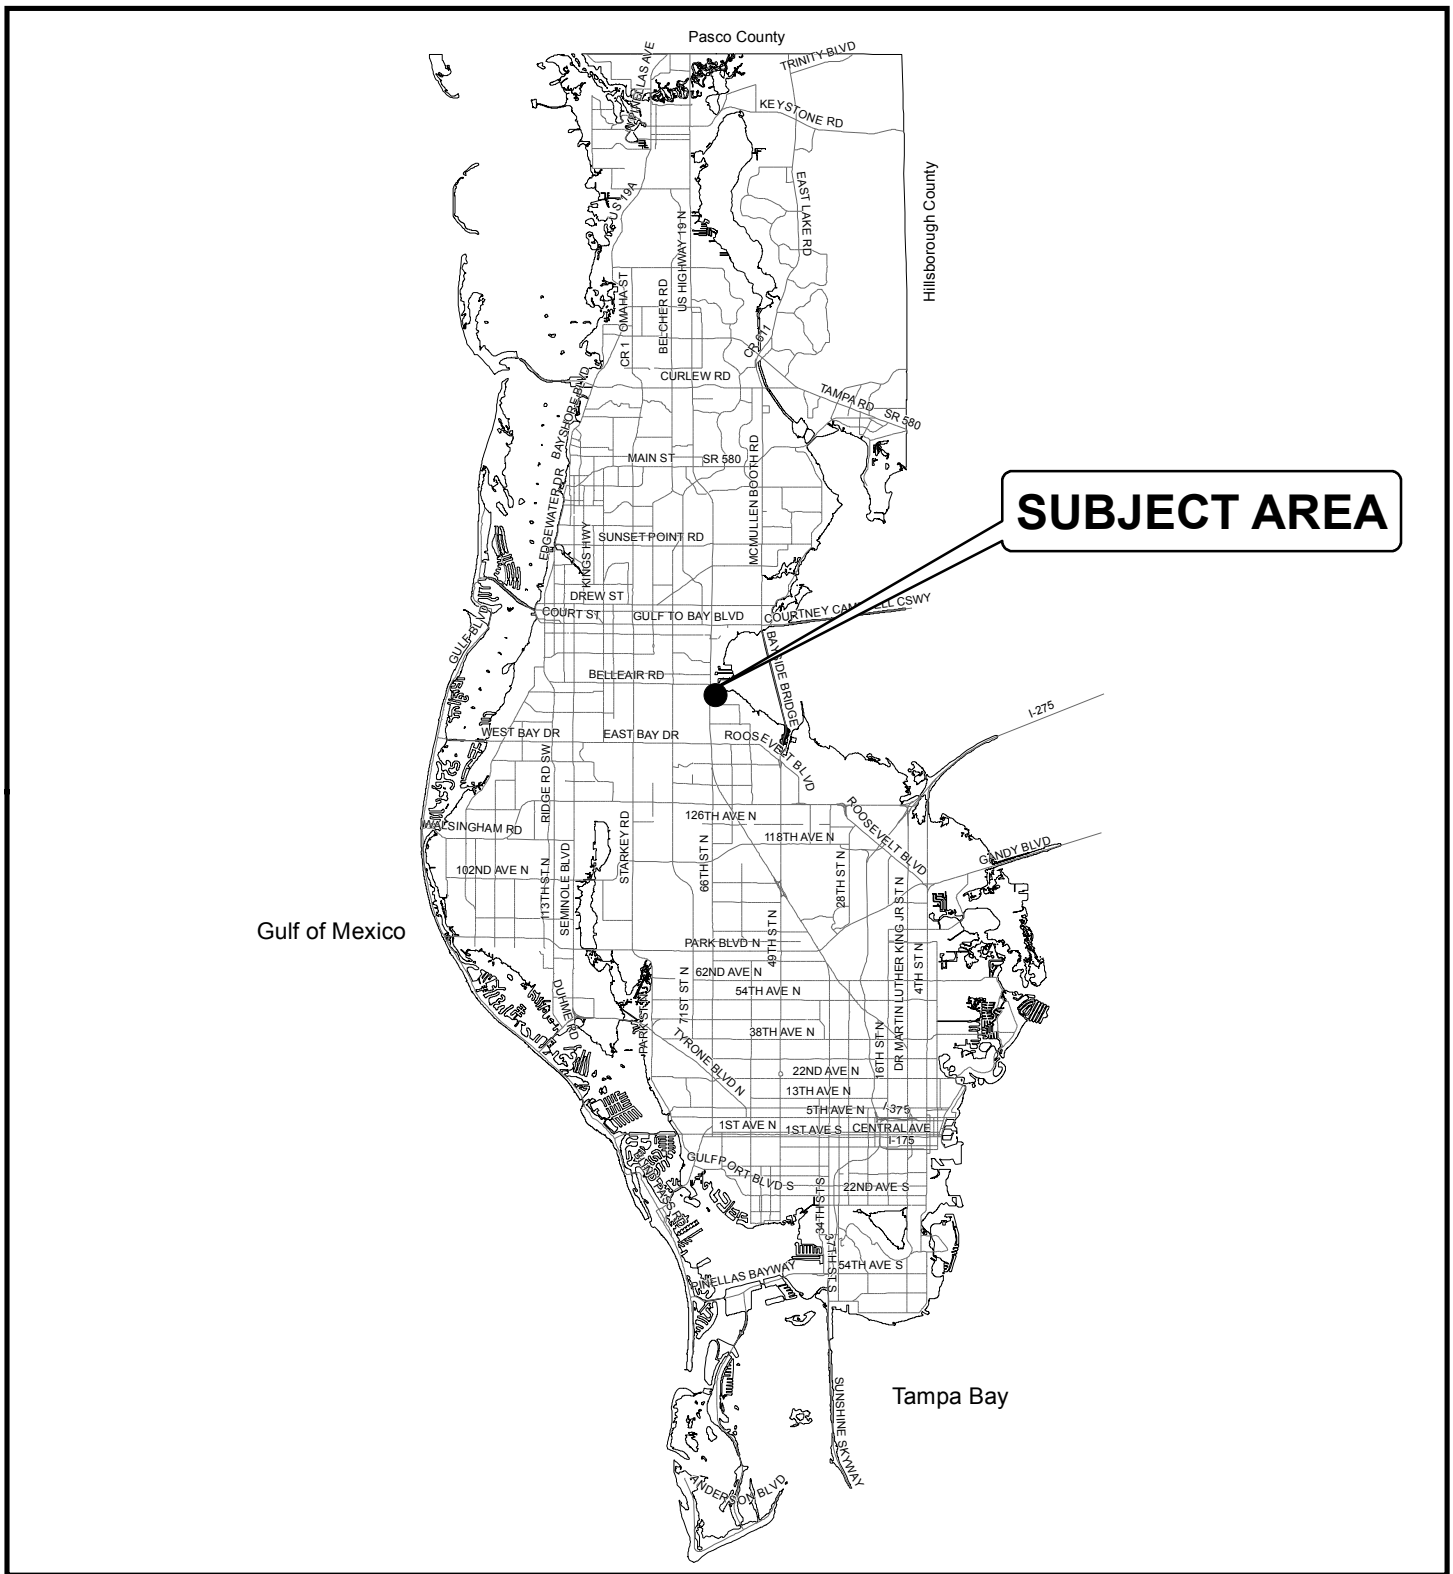 Pasco County
TRINITY BLVD
PINELLAS AVE
KEYSTONE RD
Hillsborough County
EAST LAKE RD
US 19A
US HIGHWAY 19 N
OMAHA ST
CR 1
BELCHER RD
CR 611
CURLEW RD
TAMPA RD
SR 580
BAYSHORE BLVD
MAIN ST
SR 580
MCMULLEN BOOTH RD
EDGEWATER DR
KINGS HWY
SUNSET POINT RD
SUBJECT AREA
DREW ST
COURT ST
GULF TO BAY BLVD
COURTNEY CAMPBELL CSWY
GULF BLVD
BELLEAIR RD
BAYSIDE BRIDGE
I-275
WEST BAY DR
EAST BAY DR
ROOSEVELT BLVD
RIDGE RD SW
WALSINGHAM RD
STARKEY RD
126TH AVE N
118TH AVE N
ROOSEVELT BLVD
GANDY BLVD
102ND AVE N
113TH ST N
SEMINOLE BLVD
66TH ST N
28TH ST N
Gulf of Mexico
PARK BLVD N
49TH ST N
DR MARTIN LUTHER KING JR ST N
4TH ST N
62ND AVE N
71ST ST N
54TH AVE N
DUHME RD
PARK ST N
38TH AVE N
TYRONE BLVD N
16TH ST N
22ND AVE N
13TH AVE N
5TH AVE N
I-375
1ST AVE N
1ST AVE S
CENTRAL AVE
I-175
GULFPORT BLVD S
22ND AVE S
34TH ST S
37TH ST S
54TH AVE S
PINELLAS BAYWAY
SUNSHINE SKYWAY
Tampa Bay
ANDERSON BLVD